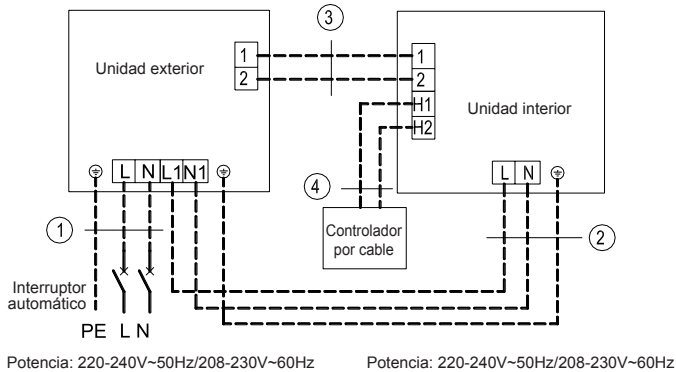 3
Unidad exterior
1
2
1
2
H1
H2
Unidad interior
L N L1 N1
4
L N
1
Controlador
por cable
2
Interruptor
automático
PE L N
Potencia: 220-240V~50Hz/208-230V~60Hz
Potencia: 220-240V~50Hz/208-230V~60Hz